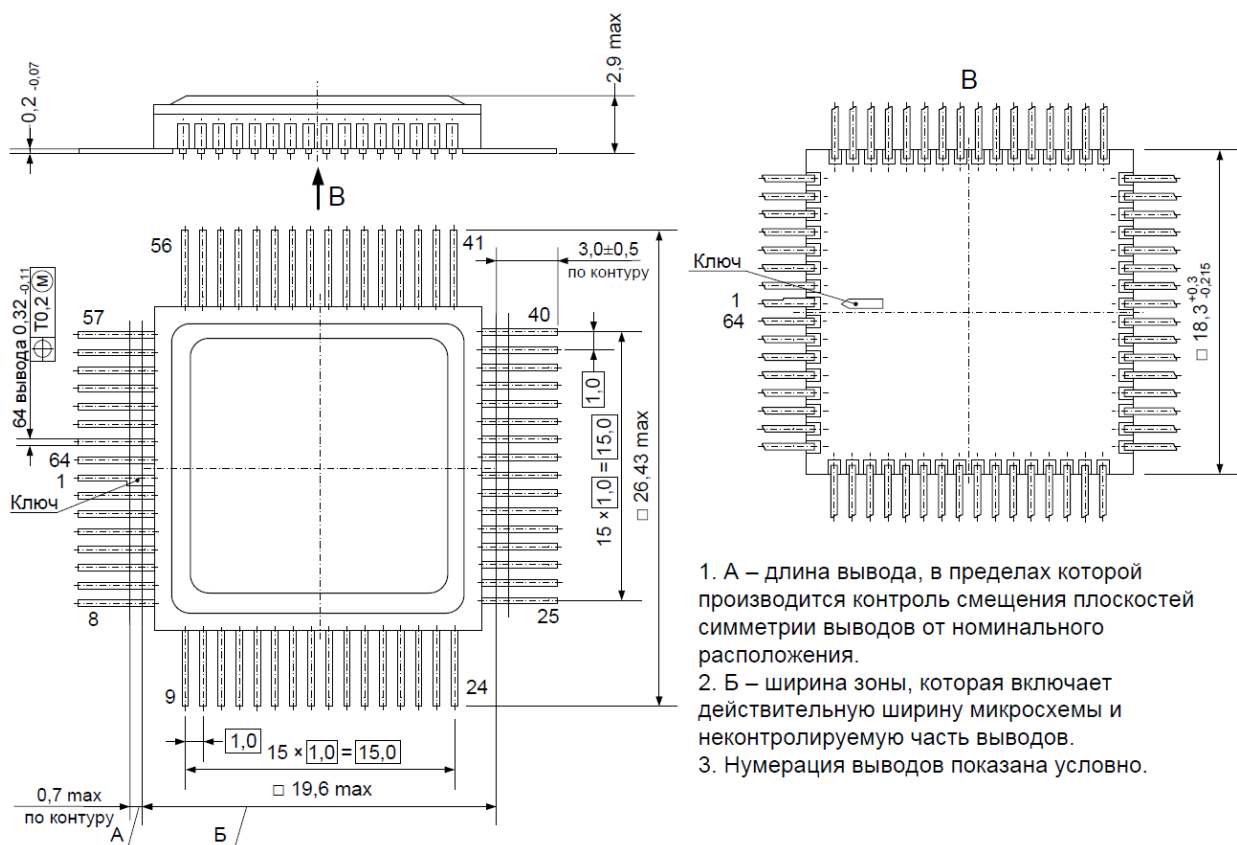 0,2 -0,07
2,9 max
В
В
56
41
3,0±0,5
по контуру
57
40
64 вывода 0,32 -0,11
Т0,2 М
1,0
15 × 1,0 = 15,0
□ 26,43 max
64
1
Ключ
8
25
9
24
1,0
15 × 1,0 = 15,0
□ 19,6 max
0,7 max
по контуру
А
Б
Ключ
1
64
□ 18,3 +0,3 -0,215
1. А – длина вывода, в пределах которой
производится контроль смещения плоскостей
симметрии выводов от номинального
расположения.
2. Б – ширина зоны, которая включает
действительную ширину микросхемы и
неконтролируемую часть выводов.
3. Нумерация выводов показана условно.